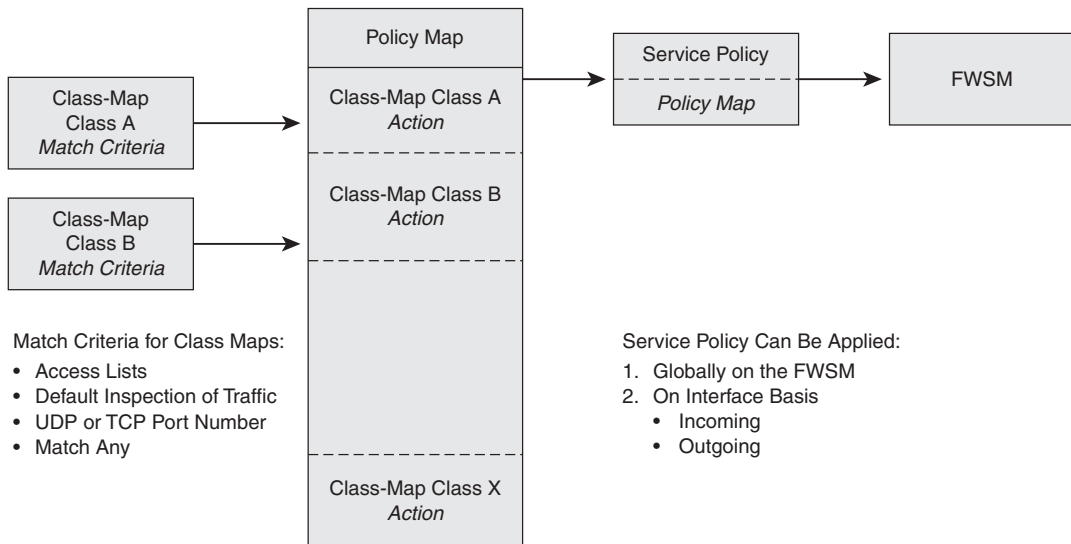 Policy Map
Class-Map Class A
Action
Class-Map Class B
Action
Class-Map Class X
Action
Class-Map
Class A
Match Criteria
Class-Map
Class B
Match Criteria
Service Policy
Policy Map
FWSM
Match Criteria for Class Maps:
• Access Lists
• Default Inspection of Traffic
• UDP or TCP Port Number
• Match Any
Service Policy Can Be Applied:
1. Globally on the FWSM
2. On Interface Basis
• Incoming
• Outgoing